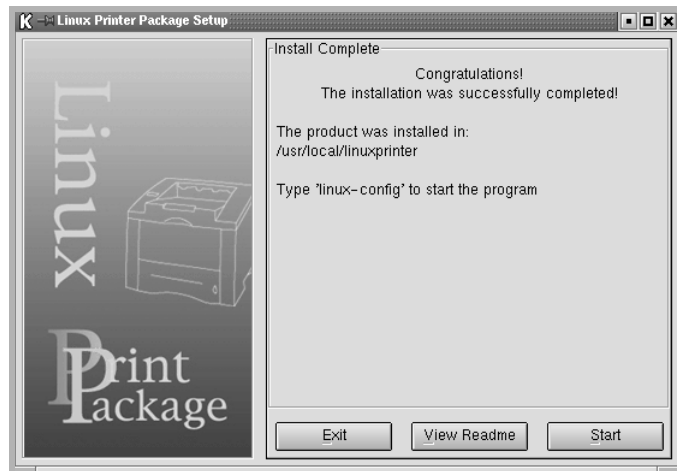 Linux Printer Package Setup
Linux
Print
Package
Install Complete
Congratulations!
The installation was successfully completed!
The product was installed in:
/usr/local/linuxprinter
Type 'linux-config' to start the program
Exit
View Readme
Start